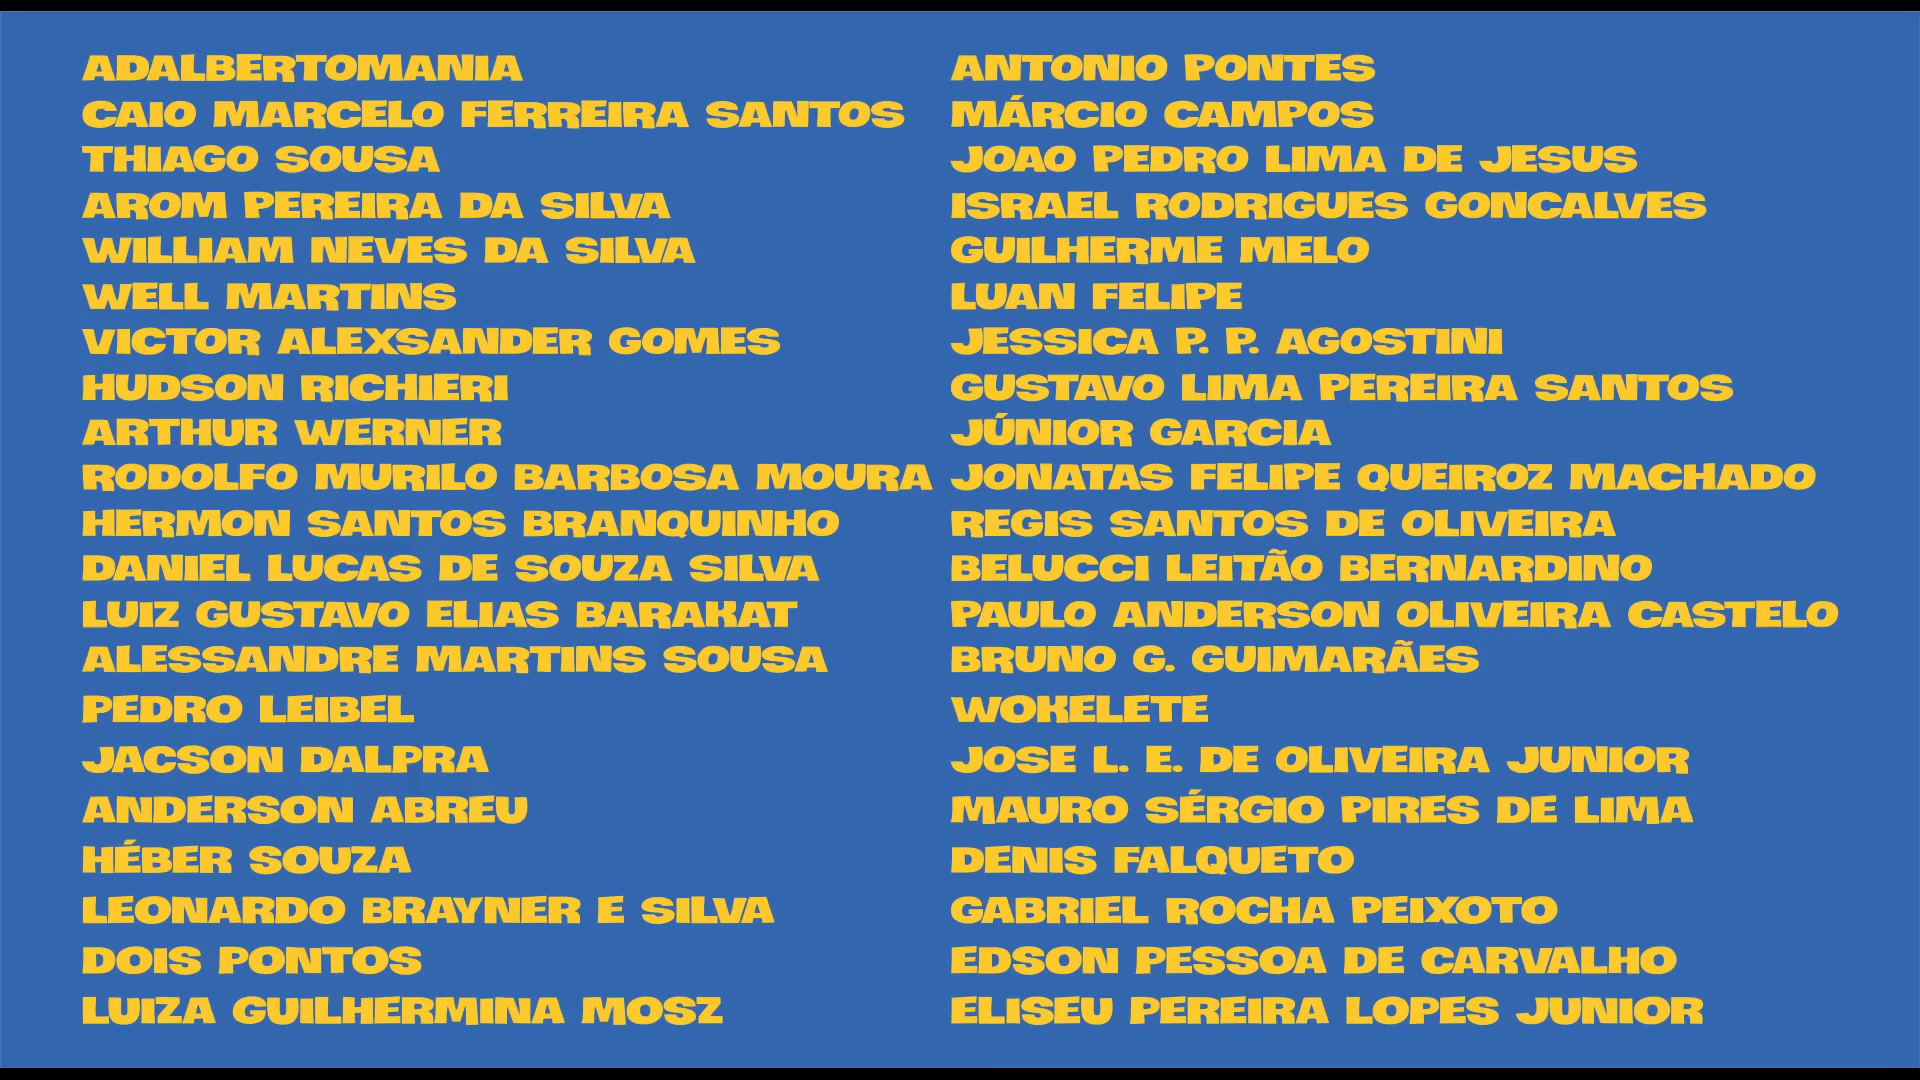 ADALBERTOMANIA
CAIO MARCELO FERREIRA SANTOS
THIAGO SOUSA
AROM PEREIRA DA SILVA
WILLIAM NEVES DA SILVA
WELL MARTINS
VICTOR ALEXSANDER GOMES
HUDSON RICHIERI
ARTHUR WERNER
RODOLFO MURILO BARBOSA MOURA
HERMON SANTOS BRANQUINHO
DANIEL LUCAS DE SOUZA SILVA
LUIZ GUSTAVO ELIAS BARAKAT
ALESSANDRE MARTINS SOUSA
PEDRO LEIBEL
JACSON DALPRA
ANDERSON ABREU
HÉBER SOUZA
LEONARDO BRAYNER E SILVA
DOIS PONTOS
LUIZA GUILHERMINA MOSZ
ANTONIO PONTES
MÁRCIO CAMPOS
JOAO PEDRO LIMA DE JESUS
ISRAEL RODRIGUES GONCALVES
GUILHERME MELO
LUAN FELIPE
JESSICA P. P. AGOSTINI
GUSTAVO LIMA PEREIRA SANTOS
JÚNIOR GARCIA
JONATAS FELIPE QUEIROZ MACHADO
REGIS SANTOS DE OLIVEIRA
BELUCCI LEITÃO BERNARDINO
PAULO ANDERSON OLIVEIRA CASTELO
BRUNO G. GUIMARÃES
WOKELETE
JOSE L. E. DE OLIVEIRA JUNIOR
MAURO SÉRGIO PIRES DE LIMA
DENIS FALQUETO
GABRIEL ROCHA PEIXOTO
EDSON PESSOA DE CARVALHO
ELISEU PEREIRA LOPES JUNIOR